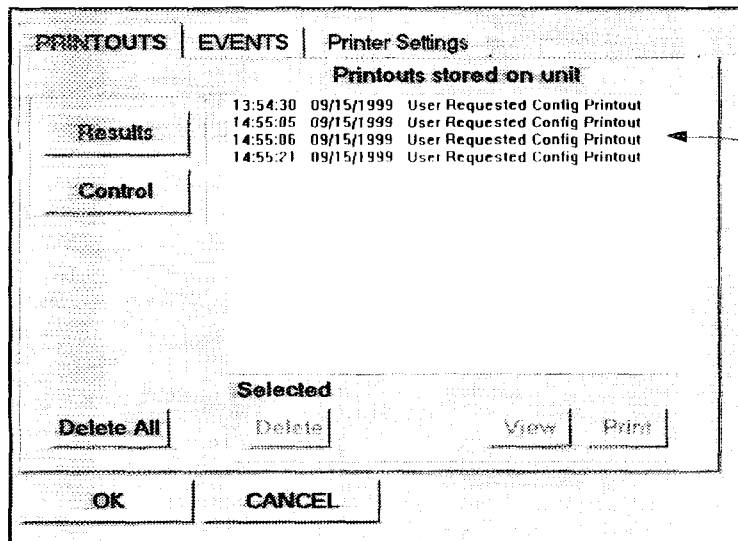 PRINTOUTS EVENTS Printer Settings
Printouts stored on unit
13:54:30 09/15/1999 User Requested Config Printout
14:55:05 09/15/1999 User Requested Config Printout
14:55:06 09/15/1999 User Requested Config Printout
14:55:21 09/15/1999 User Requested Config Printout
Results
Control
Selected
Delete All Delete View Print
OK CANCEL